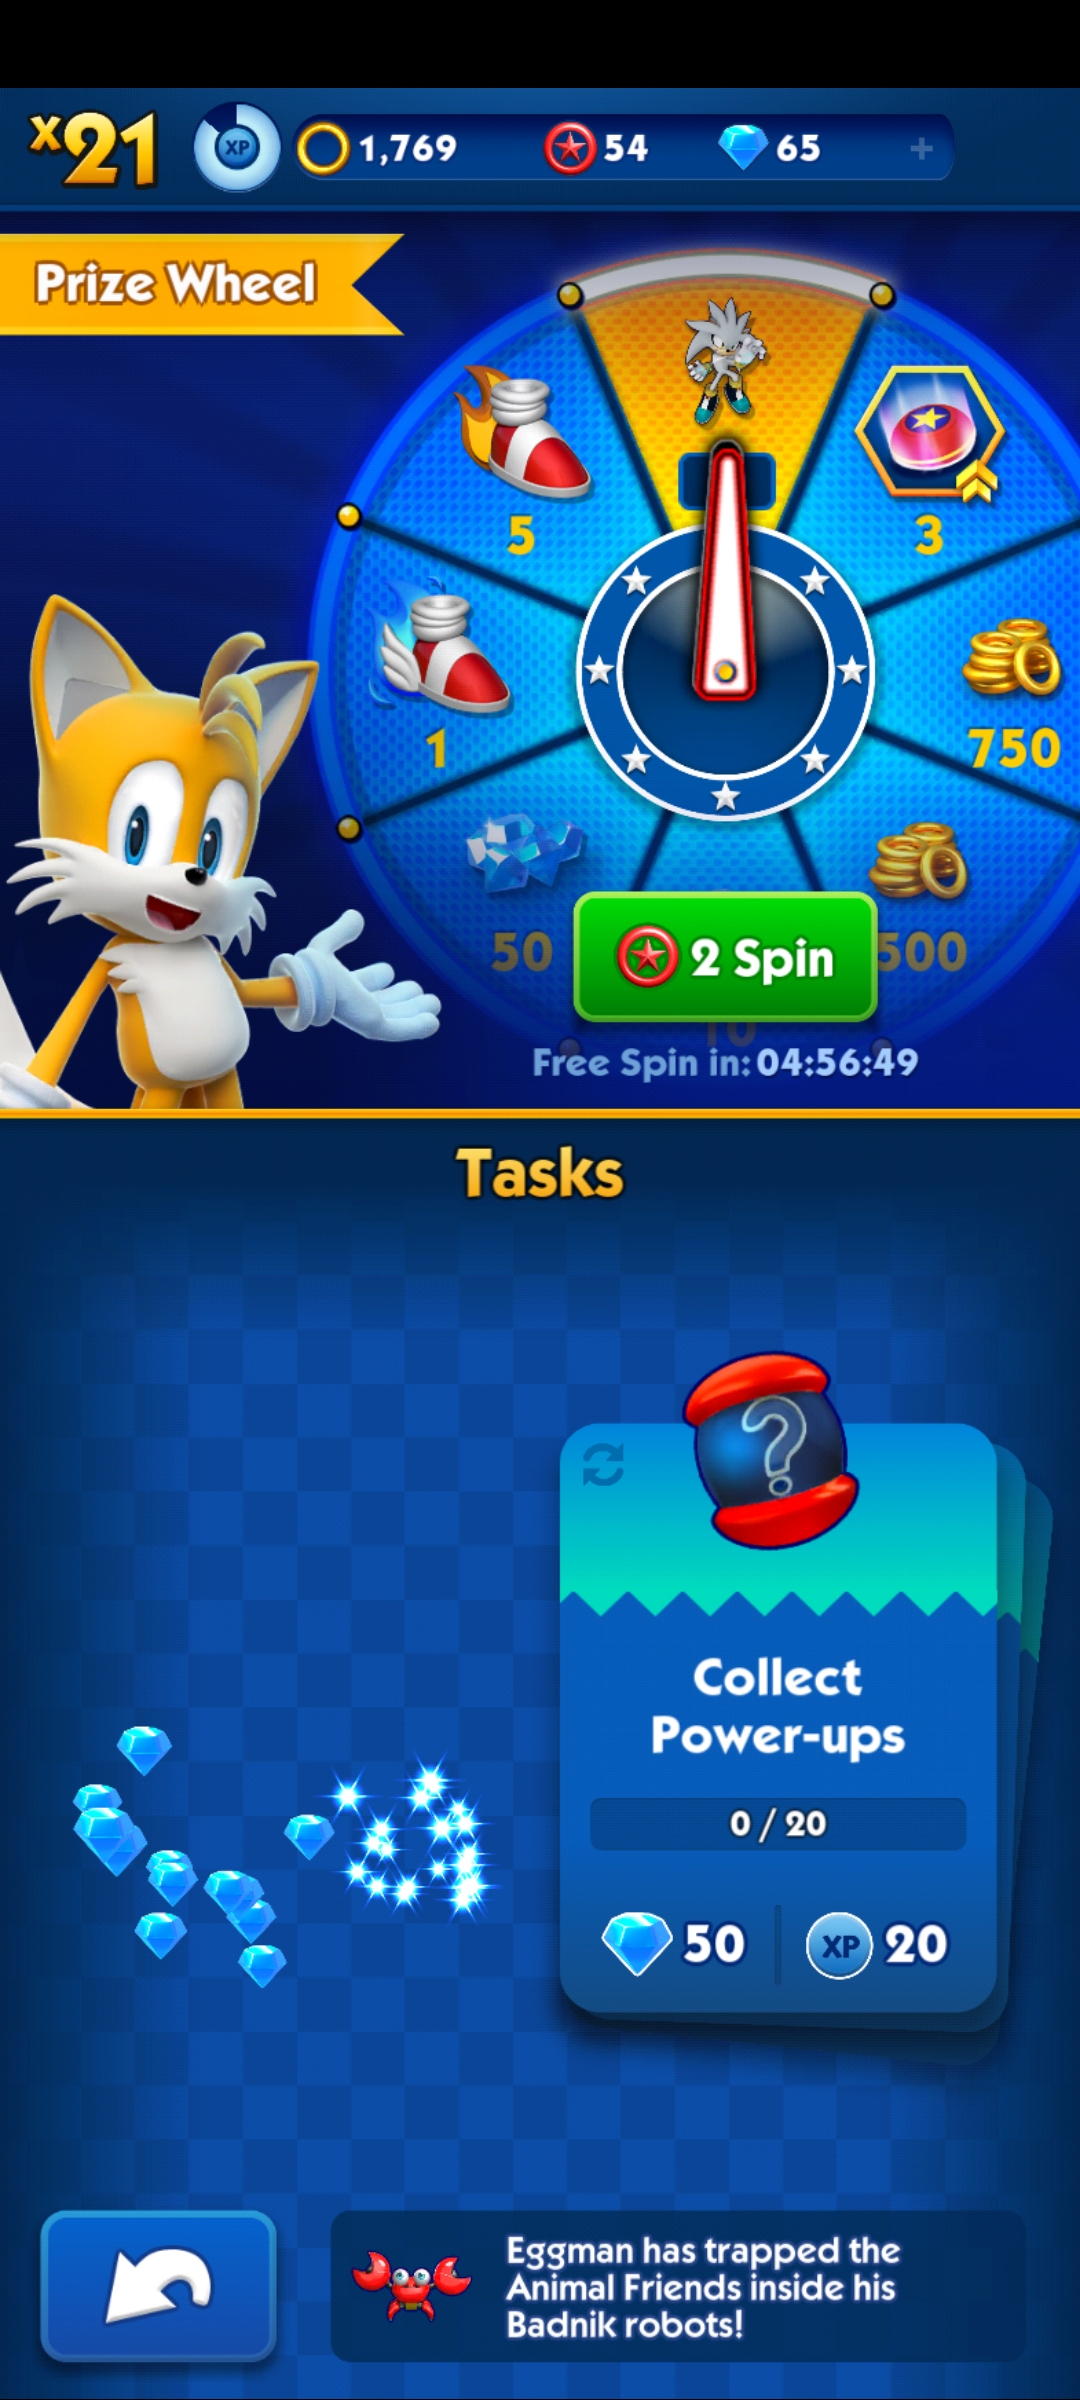 x21
XP
1,769
54
65
+
Prize Wheel
5
3
1
750
50
2 Spin
500
10
Free Spin in: 04:56:49
Tasks
?
Collect
Power-ups
0 / 20
50
XP
20
Eggman has trapped the
Animal Friends inside his
Badnik robots!